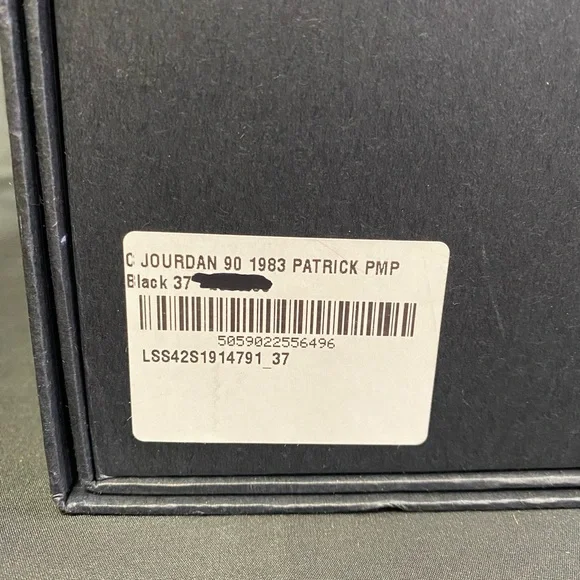 C JOURDAN 90 1983 PATRICK PMP
Black 37
5059022556496
LSS42S1914791_37